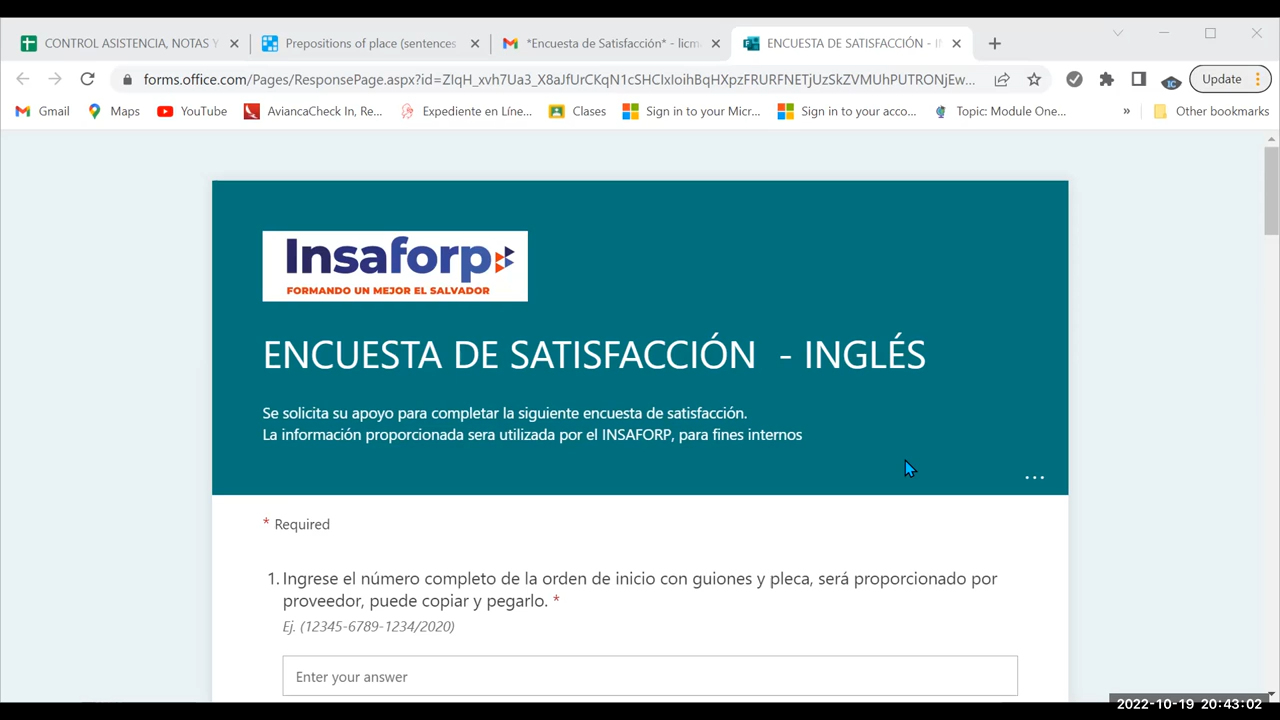 CONTROL ASISTENCIA, NOTAS Y
Prepositions of place (sentences
*Encuesta de Satisfacción* - licm
ENCUESTA DE SATISFACCIÓN - IN
forms.office.com/Pages/ResponsePage.aspx?id=ZIqH_xvh7Ua3_X8aJfUrCKqN1cSHCIxIoihBqHXpzFRURFNETjUzSkZVMUhPUTRONjEw...
Update
Gmail
Maps
YouTube
AviancaCheck In, Re...
Expediente en Líne...
Clases
Sign in to your Micr...
Sign in to your acco...
Topic: Module One...
»
Other bookmarks
Insaforp
FORMANDO UN MEJOR EL SALVADOR
ENCUESTA DE SATISFACCIÓN - INGLÉS
Se solicita su apoyo para completar la siguiente encuesta de satisfacción.
La información proporcionada sera utilizada por el INSAFORP, para fines internos
...
* Required
1. Ingrese el número completo de la orden de inicio con guiones y pleca, será proporcionado por
proveedor, puede copiar y pegarlo. *
Ej. (12345-6789-1234/2020)
Enter your answer
2022-10-19 20:43:02